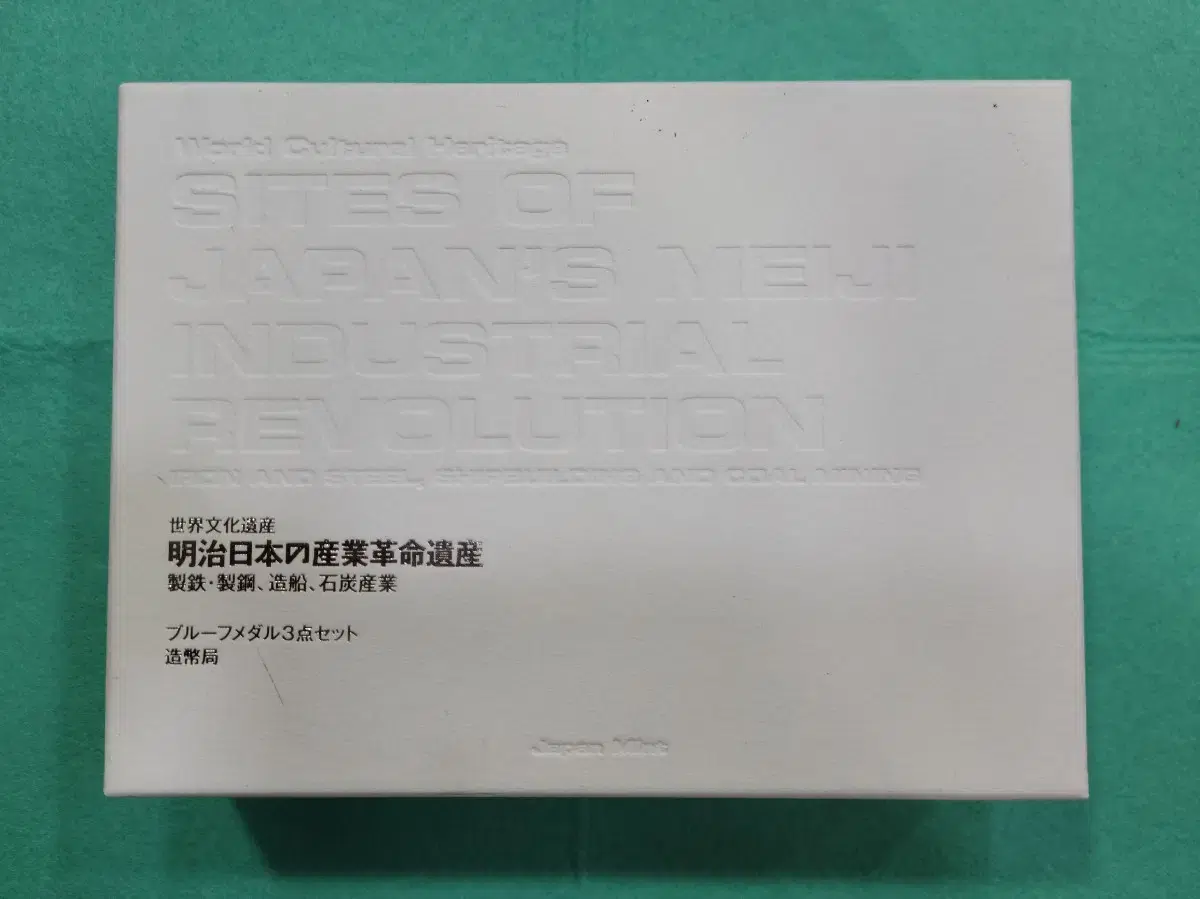 World Cultural Heritage
SITES OF
JAPAN'S MEIJI
INDUSTRIAL
REVOLUTION
IRON AND STEEL, SHIPBUILDING AND COAL MINING
世界文化遺産
明治日本の産業革命遺産
製鉄・製鋼、造船、石炭産業
プルーフメダル3点セット
造幣局
Japan Mint